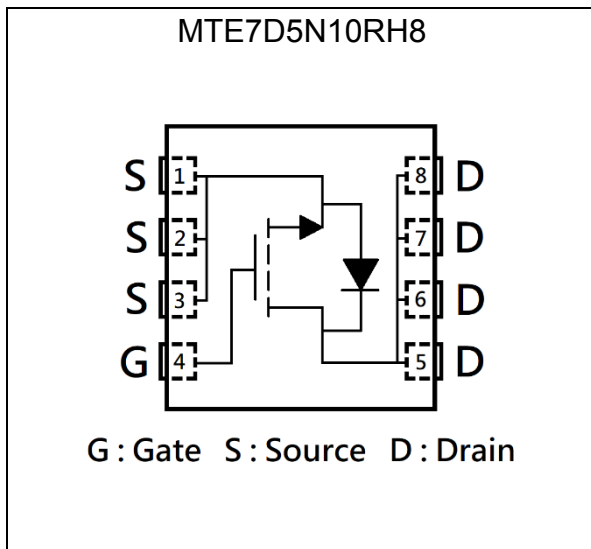 MTE7D5N10RH8
S 1 8 D
S 2 7 D
S 3 6 D
G 4 5 D
G : Gate S : Source D : Drain